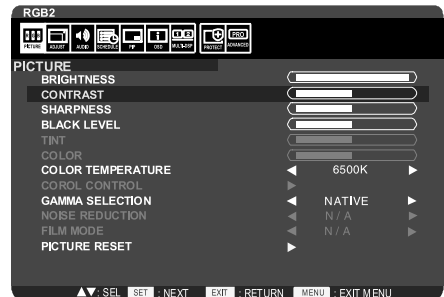 RGB2
PICTURE ADJUST AUDIO SCHEDULE PIP OSD MULTI-DSP PROTECT PRO ADVANCED
PICTURE
BRIGHTNESS
CONTRAST
SHARPNESS
BLACK LEVEL
TINT
COLOR
COLOR TEMPERATURE ◀ 6500K ▶
COROL CONTROL ▶
GAMMA SELECTION ◀ NATIVE ▶
NOISE REDUCTION ◀ N / A ▶
FILM MODE ◀ N / A ▶
PICTURE RESET ▶
▲▼: SEL SET : NEXT EXIT : RETURN MENU : EXIT MENU